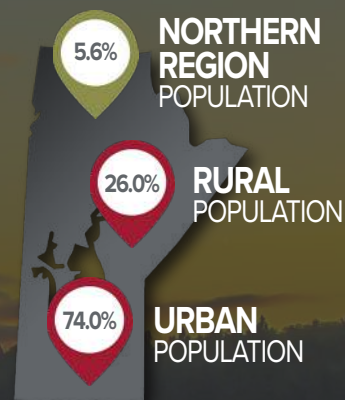 5.6%
NORTHERN
REGION
POPULATION
26.0%
RURAL
POPULATION
74.0%
URBAN
POPULATION